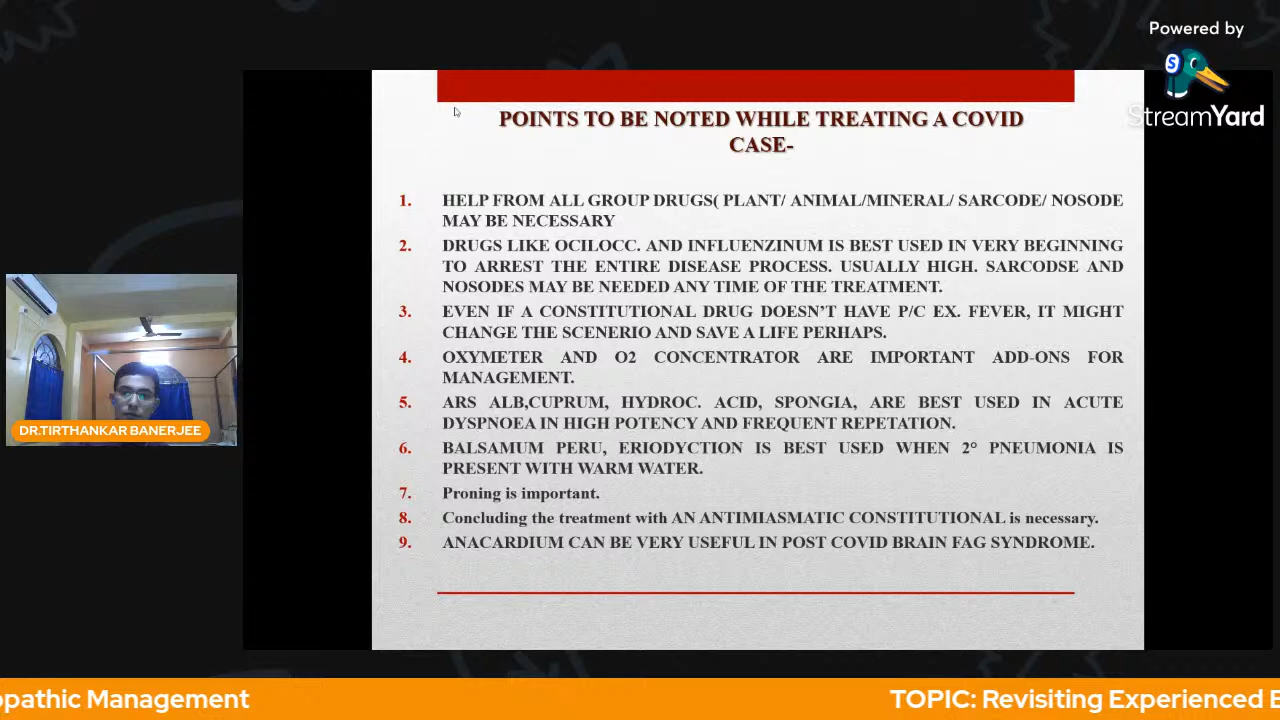 Powered by
StreamYard
POINTS TO BE NOTED WHILE TREATING A COVID
CASE-
1. HELP FROM ALL GROUP DRUGS( PLANT/ ANIMAL/MINERAL/ SARCODE/ NOSODE
MAY BE NECESSARY
2. DRUGS LIKE OCILOCC. AND INFLUENZINUM IS BEST USED IN VERY BEGINNING
TO ARREST THE ENTIRE DISEASE PROCESS. USUALLY HIGH. SARCODSE AND
NOSODES MAY BE NEEDED ANY TIME OF THE TREATMENT.
3. EVEN IF A CONSTITUTIONAL DRUG DOESN'T HAVE P/C EX. FEVER, IT MIGHT
CHANGE THE SCENERIO AND SAVE A LIFE PERHAPS.
4. OXYMETER AND O2 CONCENTRATOR ARE IMPORTANT ADD-ONS FOR
MANAGEMENT.
5. ARS ALB,CUPRUM, HYDROC. ACID, SPONGIA, ARE BEST USED IN ACUTE
DYSPNOEA IN HIGH POTENCY AND FREQUENT REPETATION.
6. BALSAMUM PERU, ERIODYCTION IS BEST USED WHEN 2° PNEUMONIA IS
PRESENT WITH WARM WATER.
7. Proning is important.
8. Concluding the treatment with AN ANTIMIASMATIC CONSTITUTIONAL is necessary.
9. ANACARDIUM CAN BE VERY USEFUL IN POST COVID BRAIN FAG SYNDROME.
DR.TIRTHANKAR BANERJEE
opathic Management TOPIC: Revisiting Experienced E